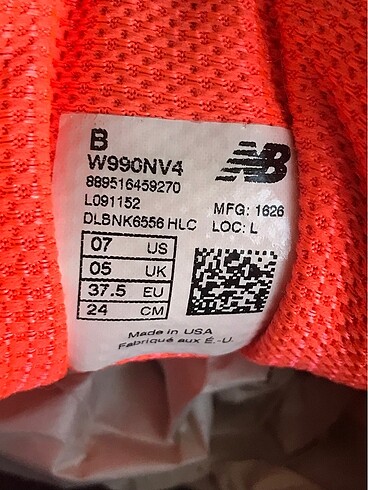 B
W990NV4
889516459270
L091152
DLBNK6556 HLC
NB
MFG: 1626
LOC: L
07 US
05 UK
37.5 EU
24 CM
Made in USA
Fabriqué aux É.-U.